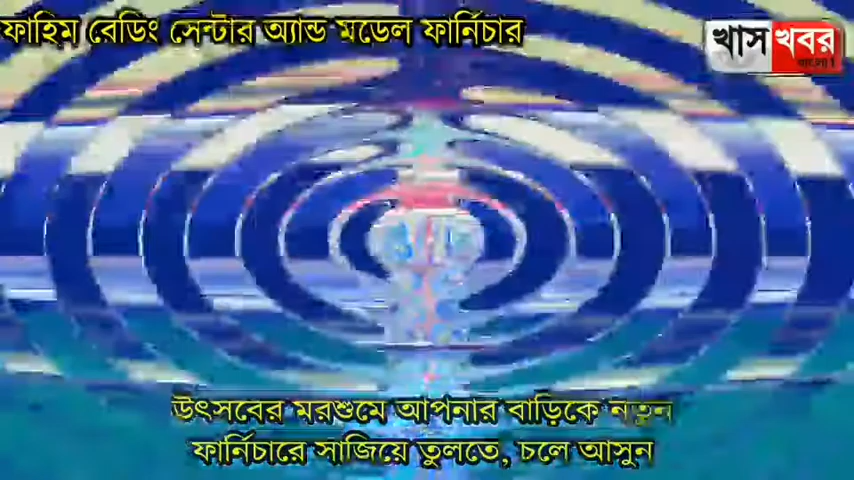 ফাহিম বেডিং সেন্টার অ্যান্ড মডেল ফার্নিচার
খাস খবর
বাংলা
উৎসবের মরশুমে আপনার বাড়িকে নতুন
ফার্নিচারে সাজিয়ে তুলতে, চলে আসুন